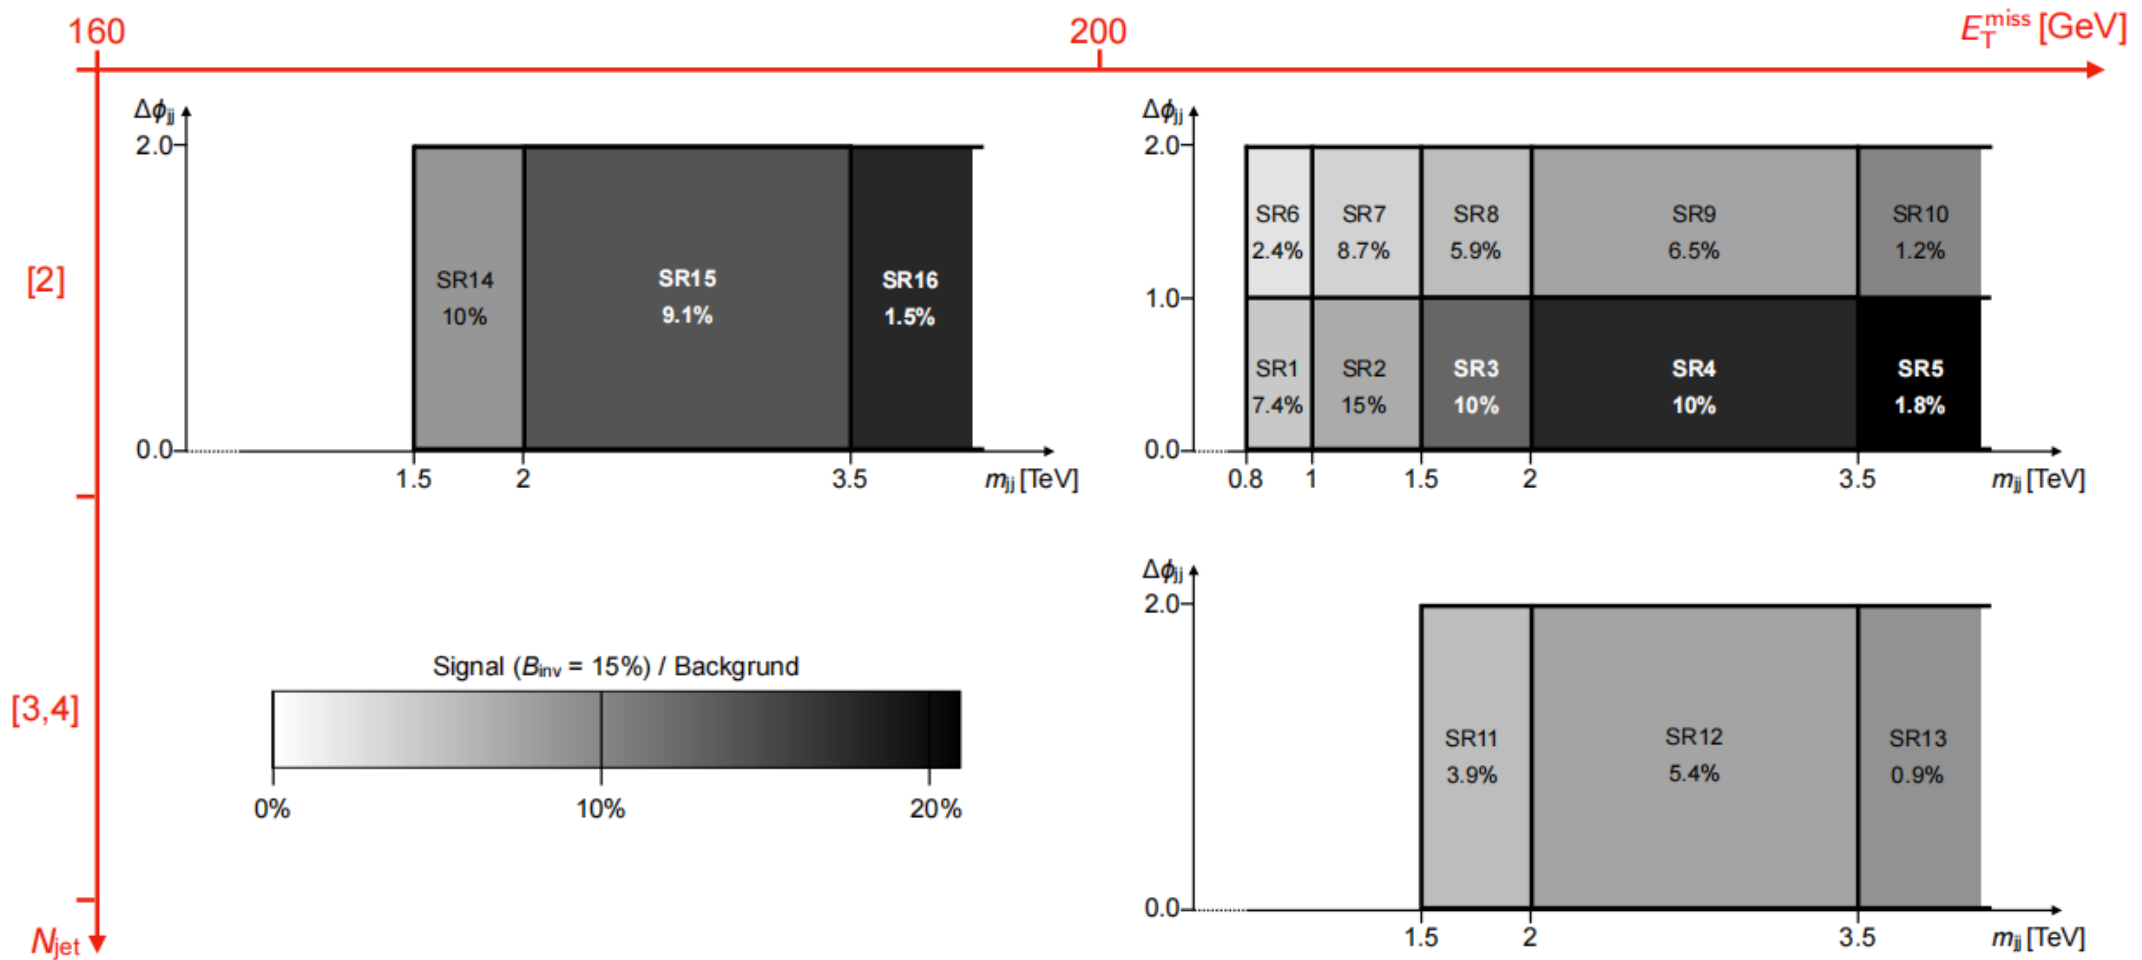 160
200
E_T^miss [GeV]
Δϕjj
2.0
0.0
SR14
10%
SR15
9.1%
SR16
1.5%
1.5 2 3.5 mjj [TeV]
Δϕjj
2.0
1.0
0.0
SR6
2.4%
SR7
8.7%
SR8
5.9%
SR9
6.5%
SR10
1.2%
SR1
7.4%
SR2
15%
SR3
10%
SR4
10%
SR5
1.8%
0.8 1 1.5 2 3.5 mjj [TeV]
[2]
[3,4]
Njet
Signal (Binv = 15%) / Backgrund
0% 10% 20%
Δϕjj
2.0
0.0
SR11
3.9%
SR12
5.4%
SR13
0.9%
1.5 2 3.5 mjj [TeV]